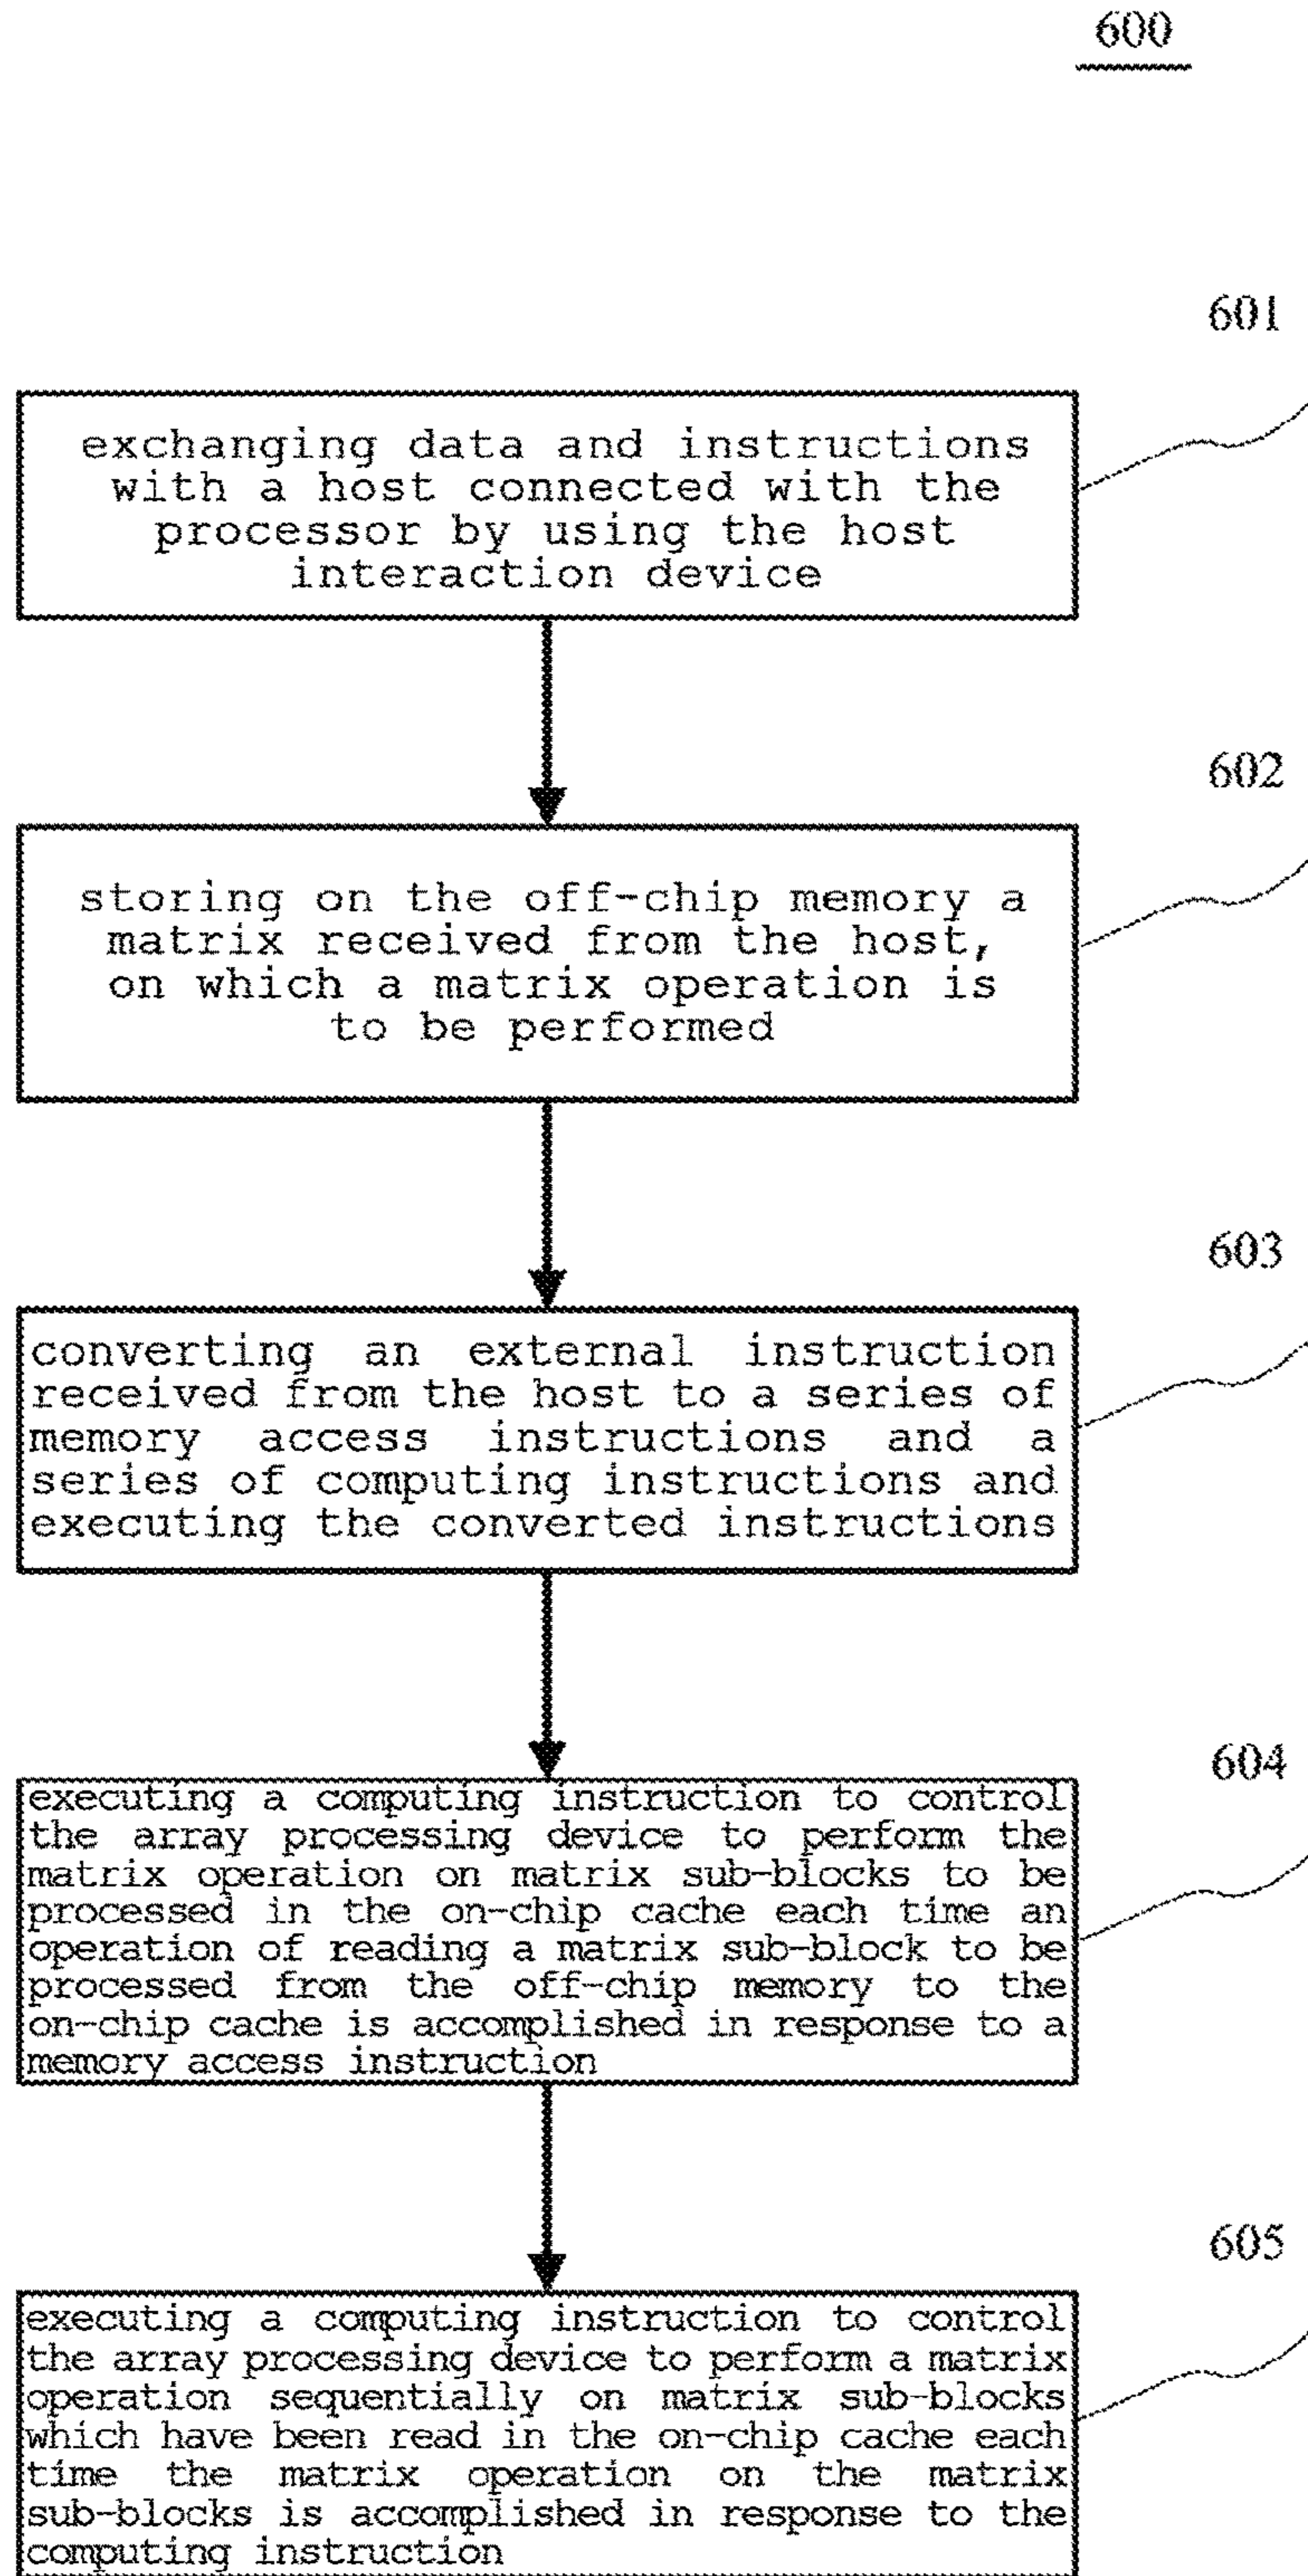 600
601
exchanging data and instructions
with a host connected with the
processor by using the host
interaction device
602
storing on the off-chip memory a
matrix received from the host,
on which a matrix operation is
to be performed
603
converting an external instruction
received from the host to a series of
memory access instructions and a
series of computing instructions and
executing the converted instructions
604
executing a computing instruction to control
the array processing device to perform the
matrix operation on matrix sub-blocks to be
processed in the on-chip cache each time an
operation of reading a matrix sub-block to be
processed from the off-chip memory to the
on-chip cache is accomplished in response to a
memory access instruction
605
executing a computing instruction to control
the array processing device to perform a matrix
operation sequentially on matrix sub-blocks
which have been read in the on-chip cache each
time the matrix operation on the matrix
sub-blocks is accomplished in response to the
computing instruction